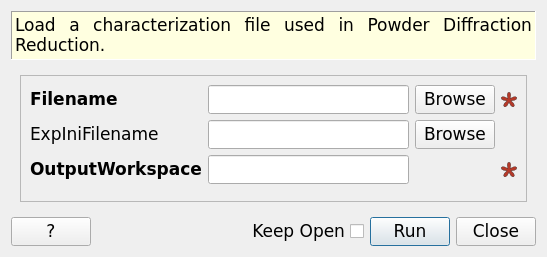 Load a characterization file used in Powder Diffraction
Reduction.
Filename Browse *
ExpIniFilename Browse
OutputWorkspace *
? Keep Open Run Close